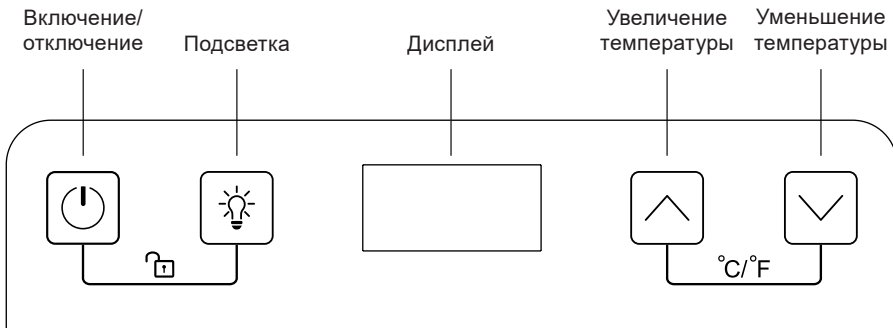 Включение/
отключение
Подсветка
Дисплей
Увеличение
температуры
Уменьшение
температуры
°C/°F